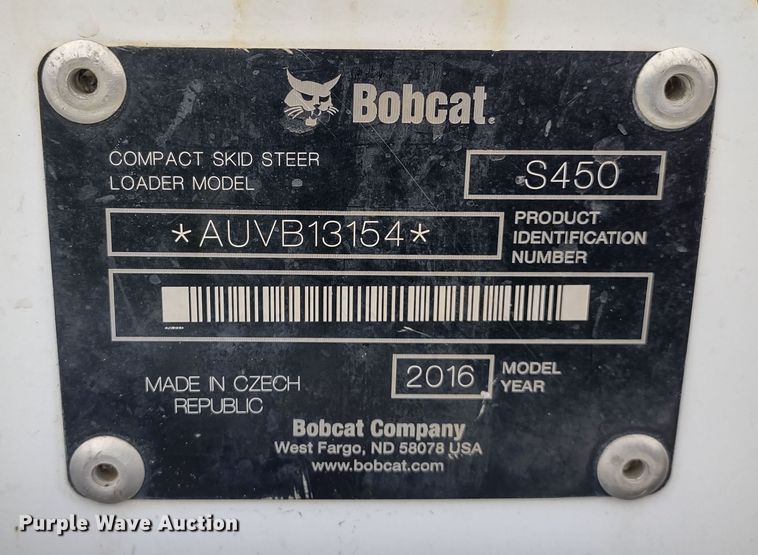 Bobcat.
COMPACT SKID STEER
LOADER MODEL
S450
*AUVB13154*
PRODUCT
IDENTIFICATION
NUMBER
MADE IN CZECH
REPUBLIC
2016
MODEL
YEAR
Bobcat Company
West Fargo, ND 58078 USA
www.bobcat.com
Purple Wave Auction